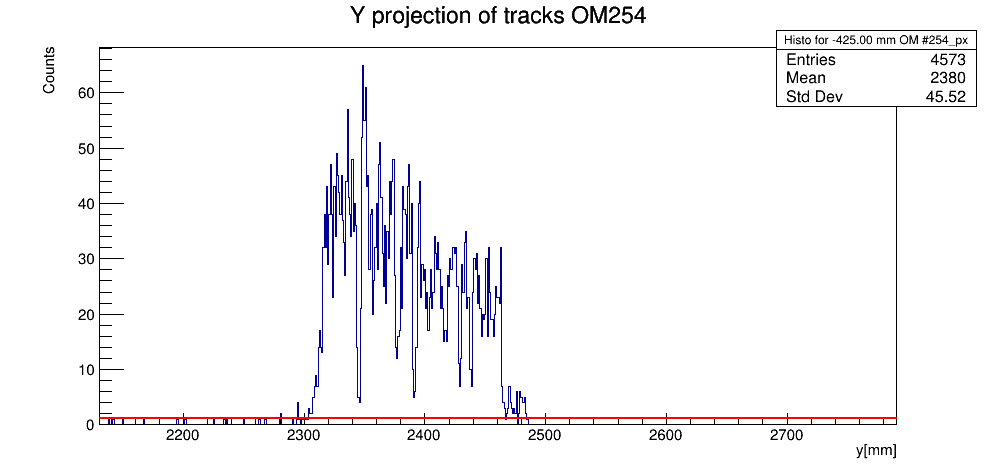 Y projection of tracks OM254
Histo for -425.00 mm OM #254_px
Entries 4573
Mean 2380
Std Dev 45.52
Counts
60
50
40
30
20
10
0
2200 2300 2400 2500 2600 2700
y[mm]